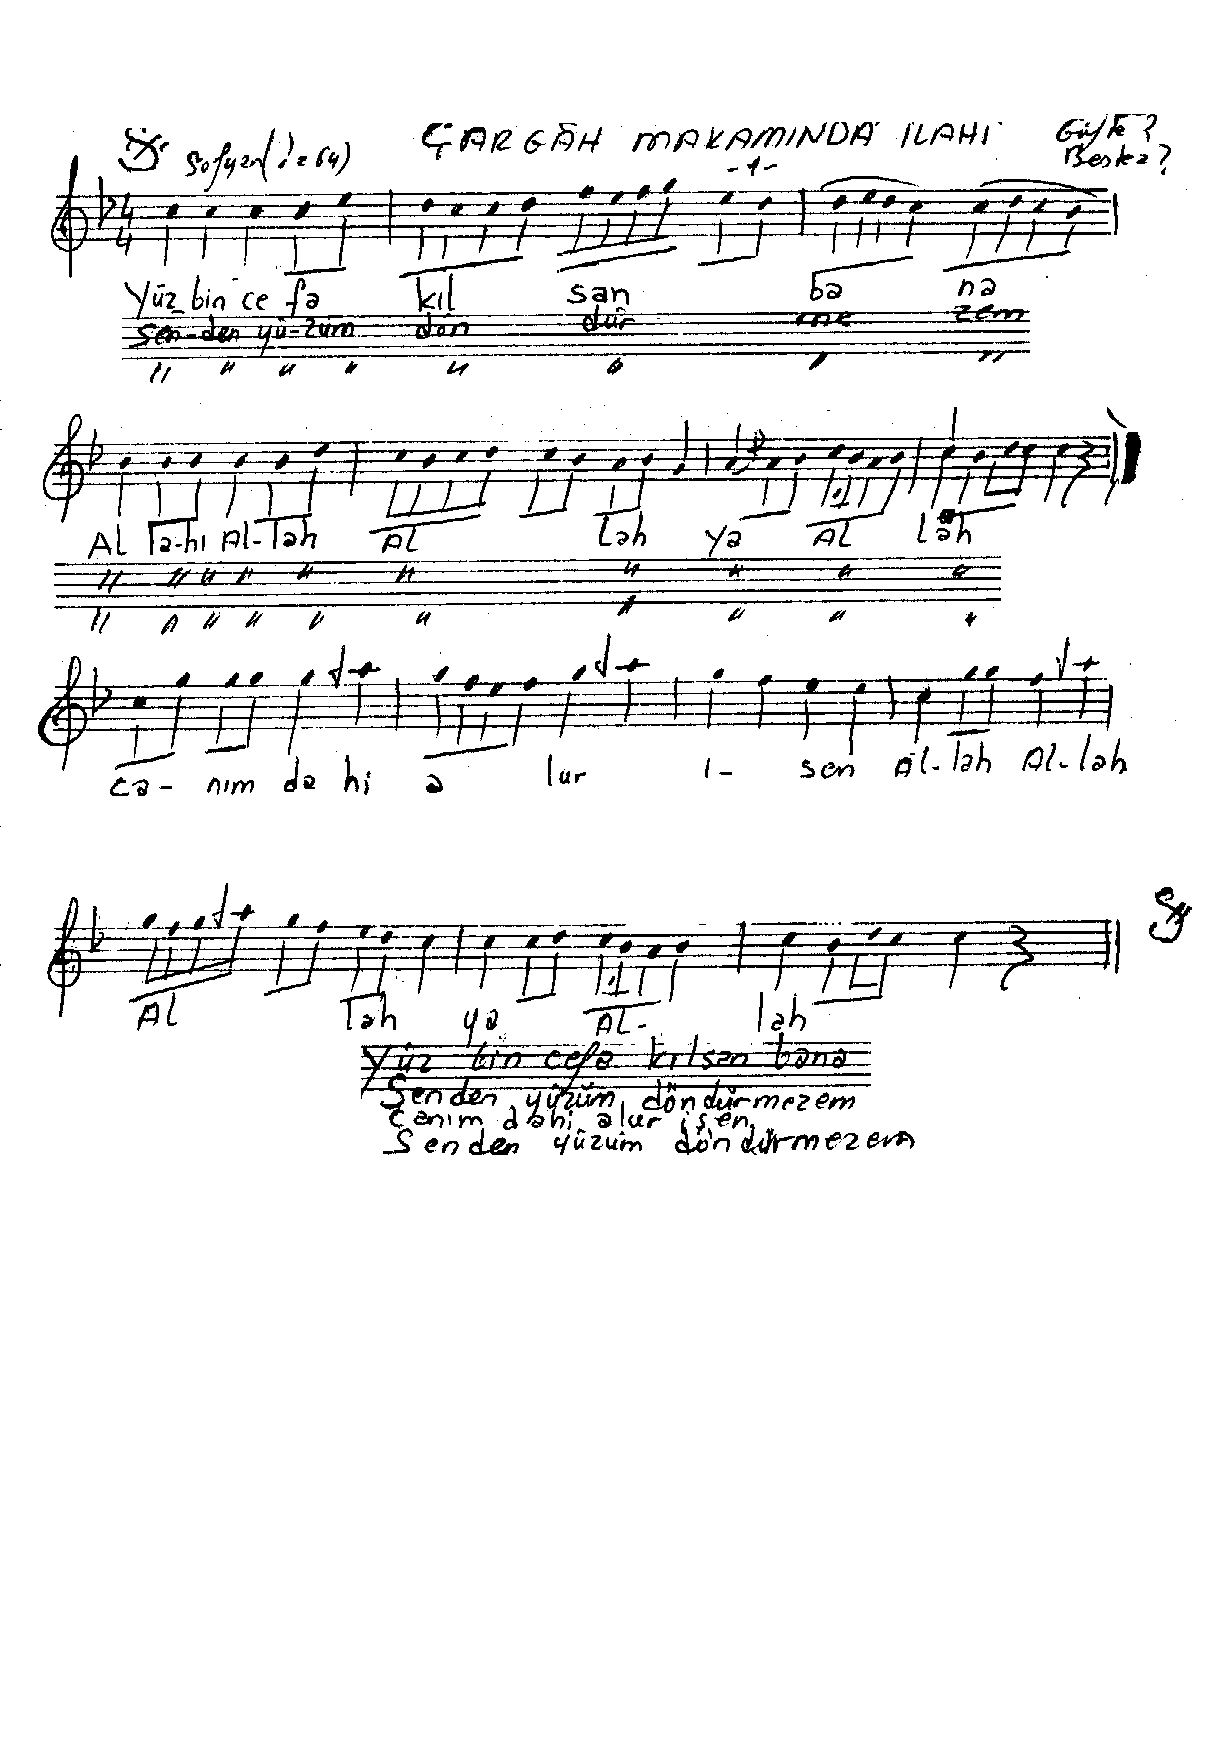 ÇARGÂH MAKAMINDA İLAHİ
Güfte?
Sofyan (♩=64)
Beste?
-1-
4/4
Yüz bin ce-fa kıl san ba na
Sen-den yü-züm dön dür me zem
Al la-hı Al-lah Al lah ya Al lah
Ca-nım da hi a lur ı-sen Al-lah Al-lah
Al lah ya Al-lah
Yüz bin cefa kılsan bana
Senden yüzüm döndürmezem
Canım dahi alur işen
Senden yüzüm döndürmezem